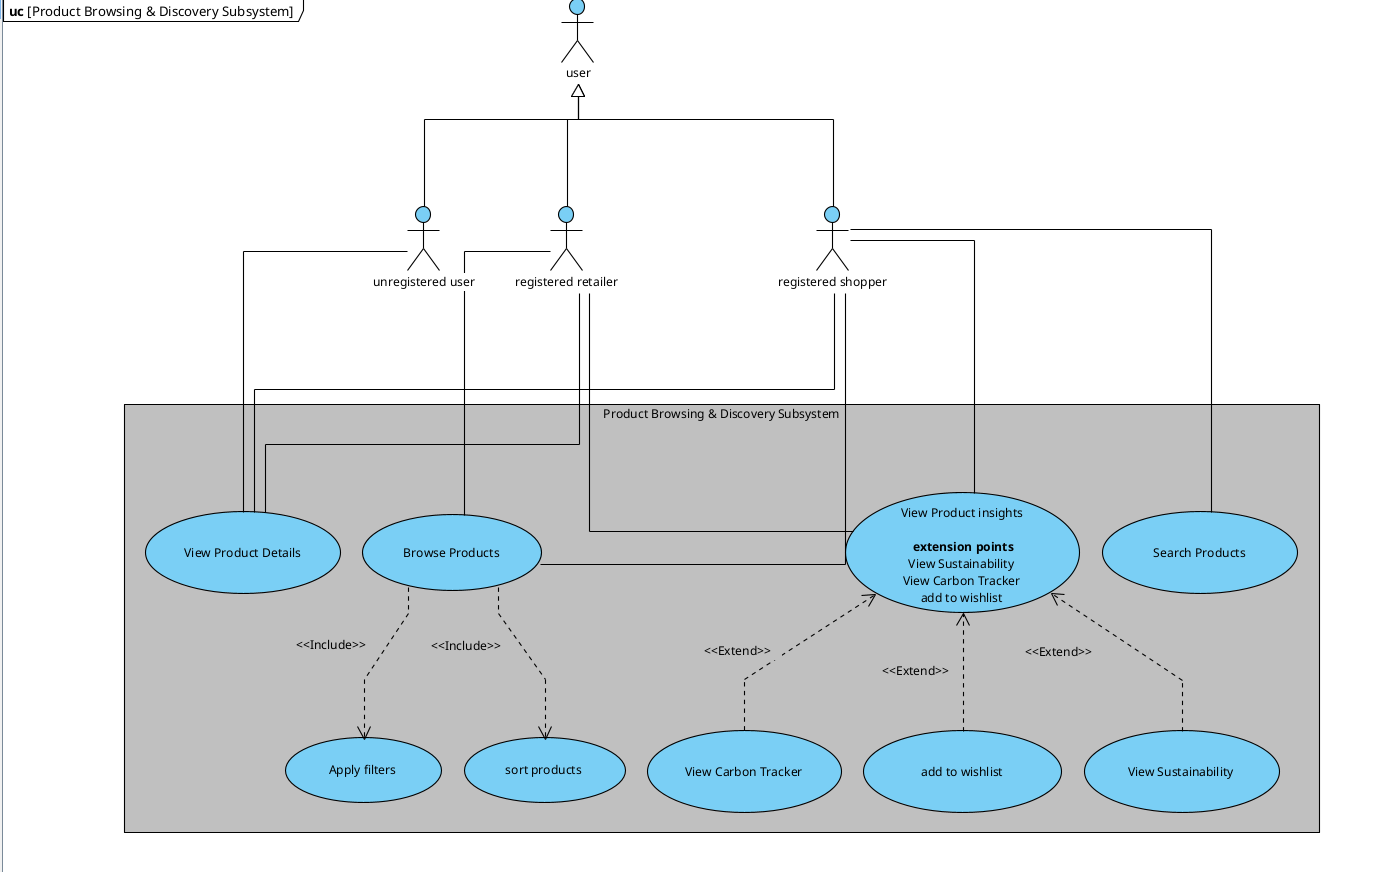 uc [Product Browsing & Discovery Subsystem]
user
unregistered user
registered retailer
registered shopper
Product Browsing & Discovery Subsystem
View Product Details
Browse Products
View Product insights
extension points
View Sustainability
View Carbon Tracker
add to wishlist
Search Products
<<Include>>
<<Include>>
<<Extend>>
<<Extend>>
<<Extend>>
Apply filters
sort products
View Carbon Tracker
add to wishlist
View Sustainability